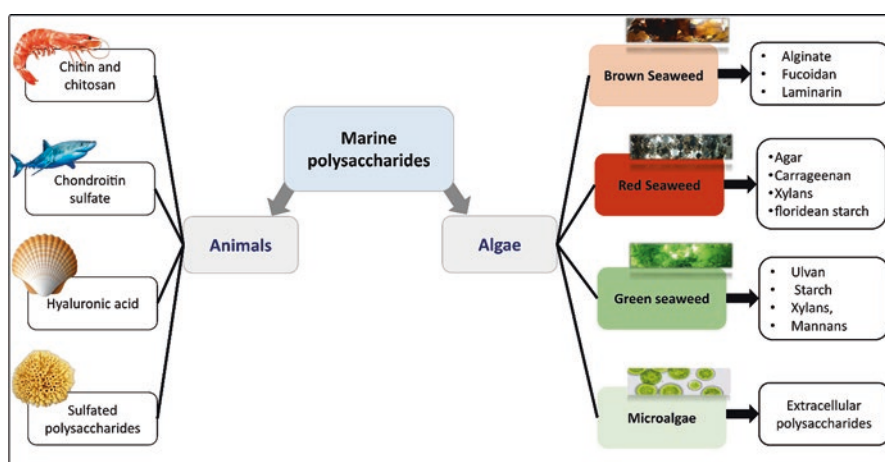 Marine
polysaccharides
Animals
Chitin and
chitosan
Chondroitin
sulfate
Hyaluronic acid
Sulfated
polysaccharides
Algae
Brown Seaweed
• Alginate
• Fucoidan
• Laminarin
Red Seaweed
•Agar
•Carrageenan
•Xylans
•floridean starch
Green seaweed
• Ulvan
• Starch
• Xylans,
• Mannans
Microalgae
Extracellular
polysaccharides